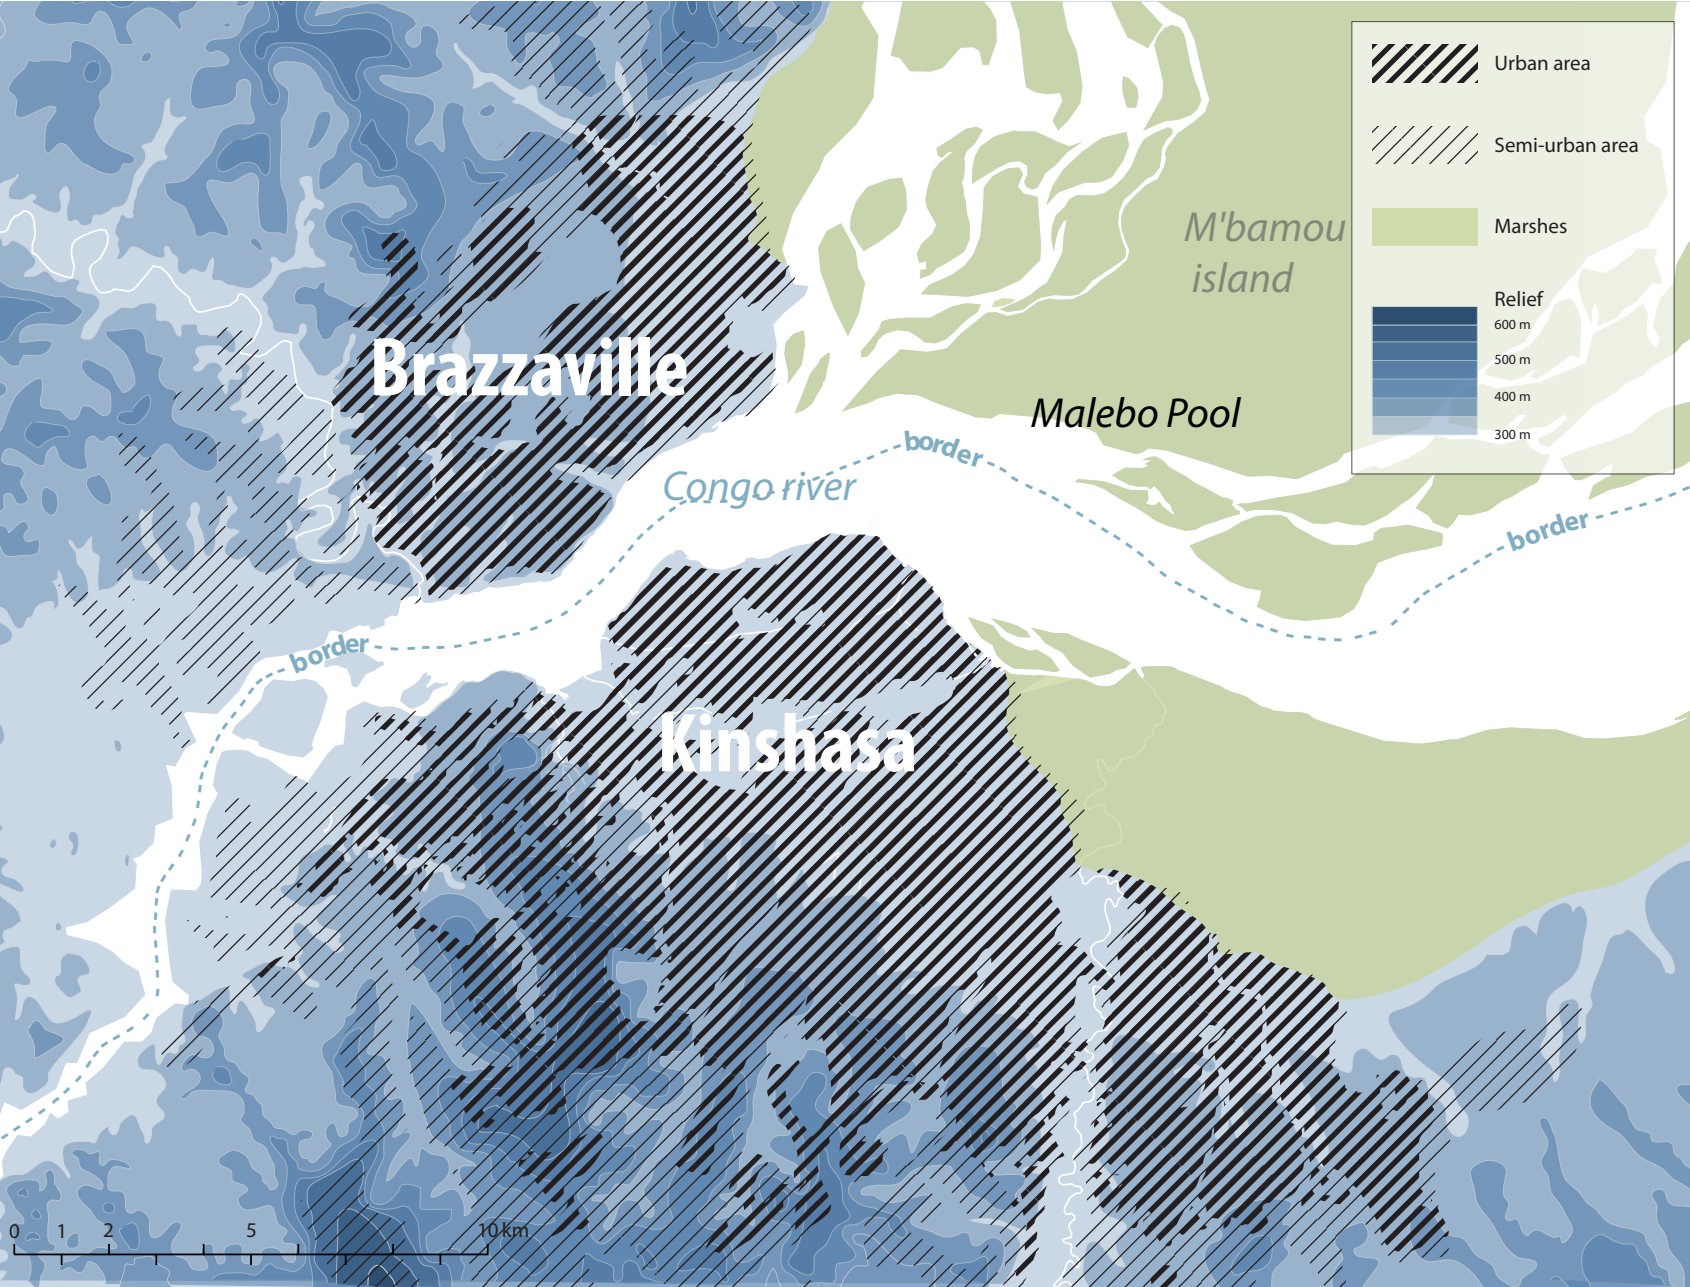 Urban area
Semi-urban area
Marshes
Relief
600 m
500 m
400 m
300 m
M'bamou
island
Brazzaville
Malebo Pool
border
Congo river
border
border
Kinshasa
0 1 2 5 10 km